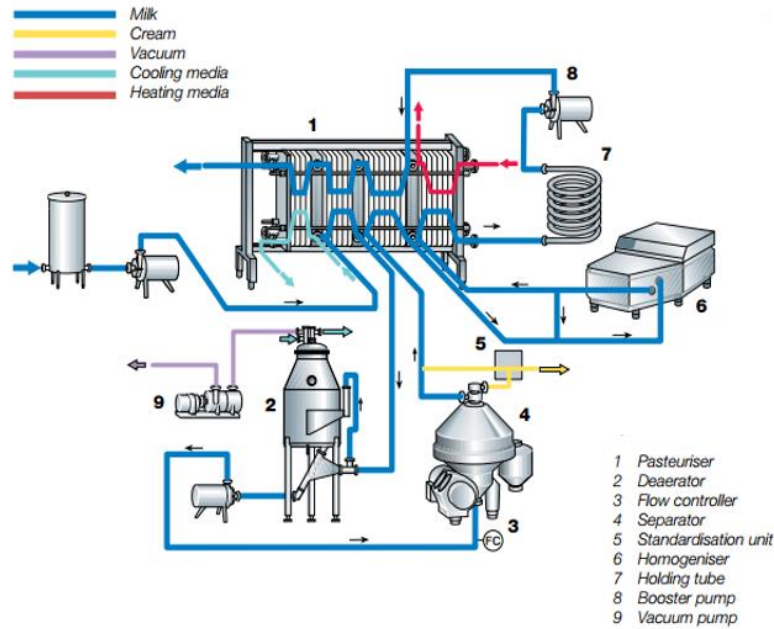 Milk
Cream
Vacuum
Cooling media
Heating media
1
8
7
6
5
2
9
4
3
FC
1 Pasteuriser
2 Deaerator
3 Flow controller
4 Separator
5 Standardisation unit
6 Homogeniser
7 Holding tube
8 Booster pump
9 Vacuum pump